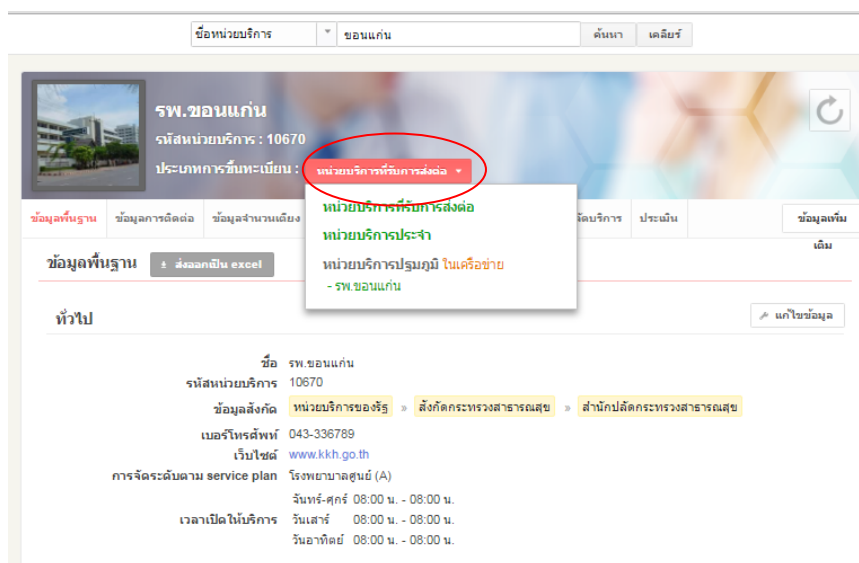 ชื่อหน่วยบริการ ขอนแก่น ค้นหา เคลียร์
รพ.ขอนแก่น
รหัสหน่วยบริการ : 10670
ประเภทการขึ้นทะเบียน : หน่วยบริการที่รับการส่งต่อ
หน่วยบริการที่รับการส่งต่อ
หน่วยบริการประจำ
หน่วยบริการปฐมภูมิ ในเครือข่าย
- รพ.ขอนแก่น
ข้อมูลพื้นฐาน ข้อมูลการติดต่อ ข้อมูลจำนวนเตียง ประเมิน ข้อมูลเพิ่ม
เติม
ข้อมูลพื้นฐาน ส่งออกเป็น excel
ทั่วไป แก้ไขข้อมูล
ชื่อ รพ.ขอนแก่น
รหัสหน่วยบริการ 10670
ข้อมูลสังกัด หน่วยบริการของรัฐ » สังกัดกระทรวงสาธารณสุข » สำนักปลัดกระทรวงสาธารณสุข
เบอร์โทรศัพท์ 043-336789
เว็บไซต์ www.kkh.go.th
การจัดระดับตาม service plan โรงพยาบาลศูนย์ (A)
จันทร์-ศุกร์ 08:00 น. - 08:00 น.
เวลาเปิดให้บริการ วันเสาร์ 08:00 น. - 08:00 น.
วันอาทิตย์ 08:00 น. - 08:00 น.